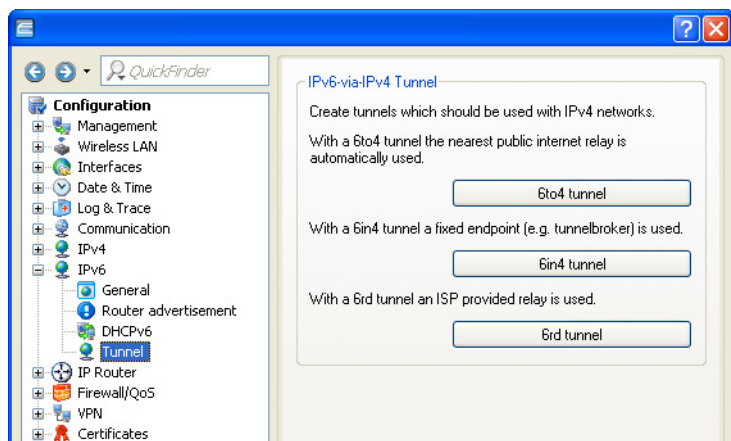 QuickFinder
Configuration
Management
Wireless LAN
Interfaces
Date & Time
Log & Trace
Communication
IPv4
IPv6
General
Router advertisement
DHCPv6
Tunnel
IP Router
Firewall/QoS
VPN
Certificates
IPv6-via-IPv4 Tunnel
Create tunnels which should be used with IPv4 networks.
With a 6to4 tunnel the nearest public internet relay is
automatically used.
6to4 tunnel
With a 6in4 tunnel a fixed endpoint (e.g. tunnelbroker) is used.
6in4 tunnel
With a 6rd tunnel an ISP provided relay is used.
6rd tunnel